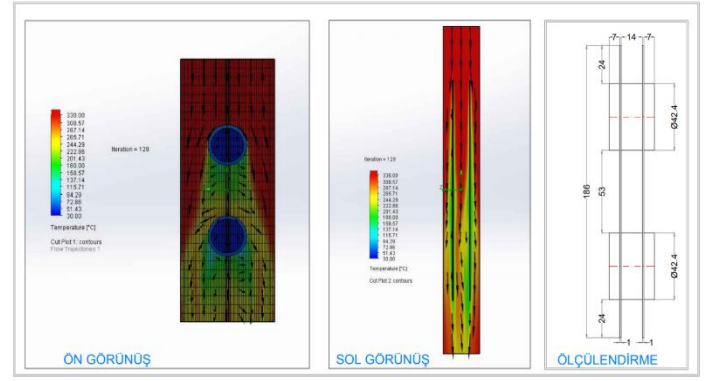 330.00
308.57
287.14
265.71
244.29
222.86
201.43
180.00
158.57
137.14
115.71
94.29
72.86
51.43
30.00
Temperature [°C]
Cut Plot 1: contours
Flow Trajectories 1
Iteration = 129
ÖN GÖRÜNÜŞ
Iteration = 129
330.00
308.57
287.14
265.71
244.29
222.86
201.43
180.00
158.57
137.14
115.71
94.29
72.86
51.43
30.00
Temperature [°C]
Cut Plot 2: contours
SOL GÖRÜNÜŞ
7 14 7
24
Ø42.4
186
53
Ø42.4
24
1 1
ÖLÇÜLENDİRME